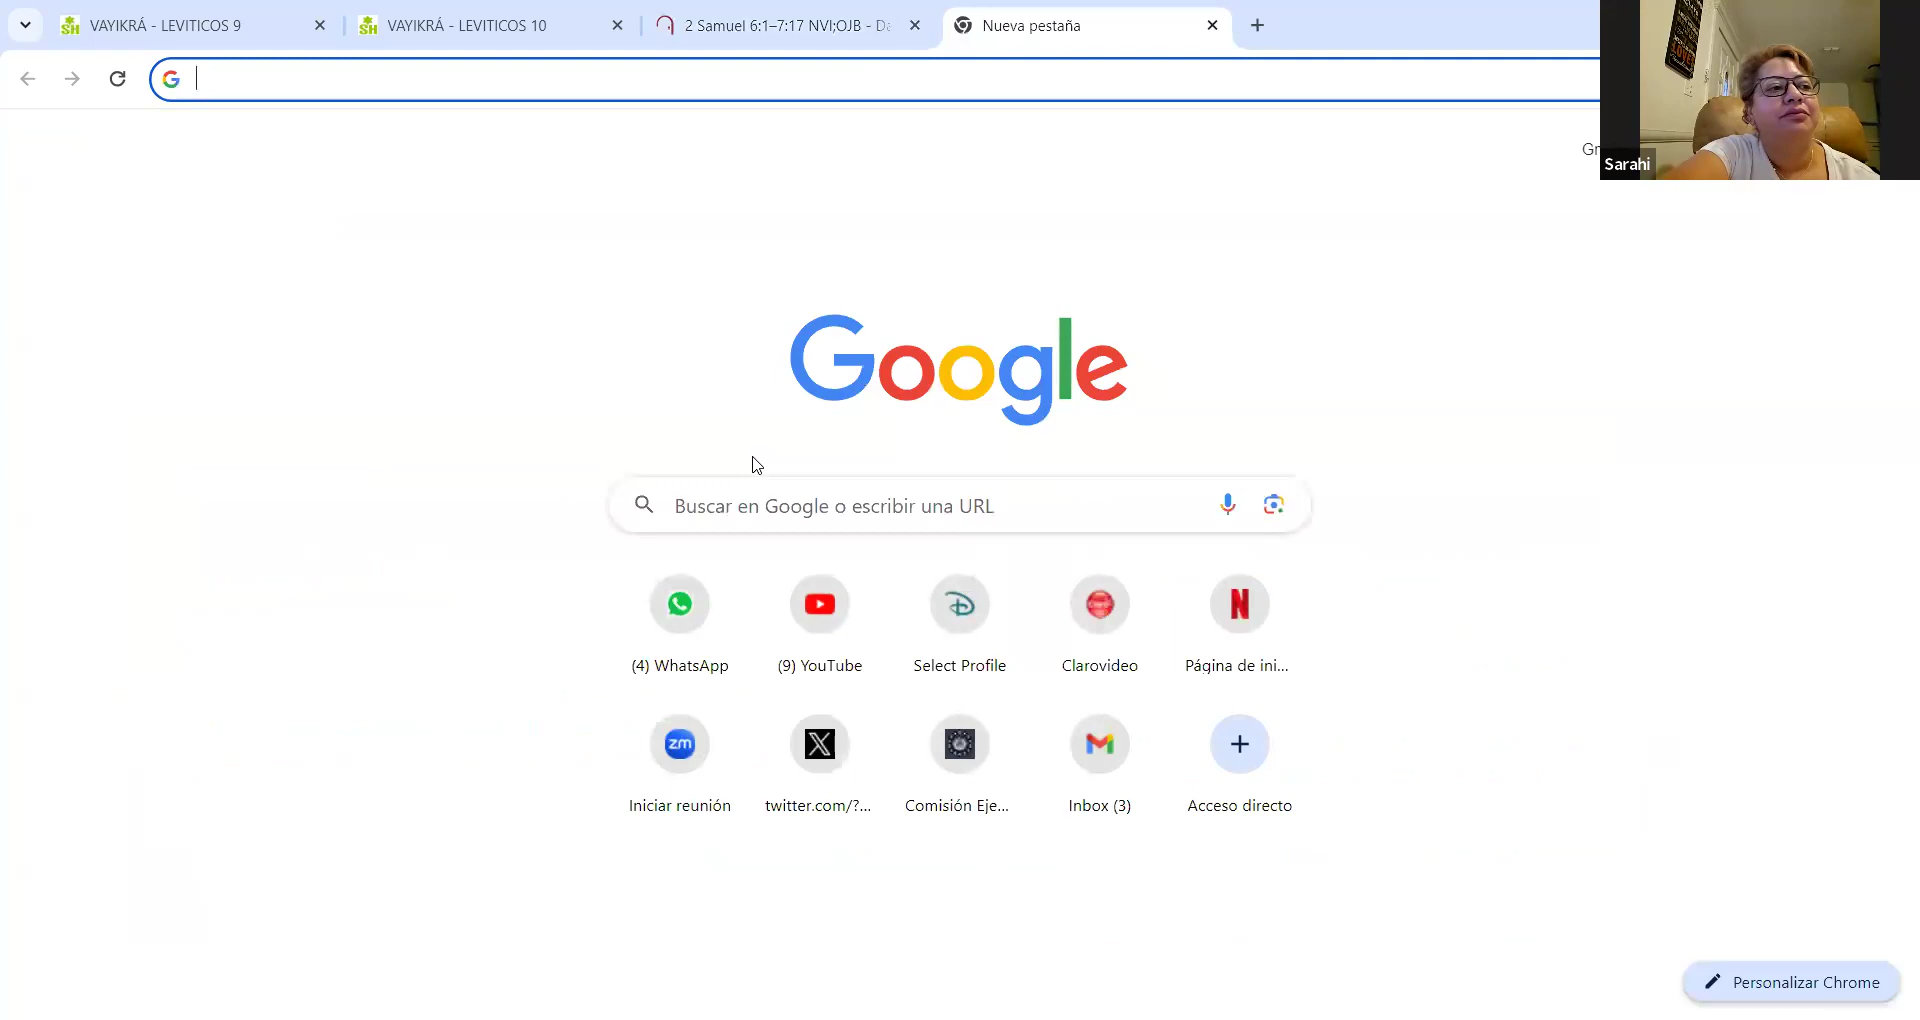 VAYIKRÁ - LEVITICOS 9
VAYIKRÁ - LEVITICOS 10
2 Samuel 6:1–7:17 NVI;OJB - Da
Nueva pestaña
Gr
Sarahi
Google
Buscar en Google o escribir una URL
(4) WhatsApp
(9) YouTube
Select Profile
Clarovideo
Página de ini...
Iniciar reunión
twitter.com/?...
Comisión Eje...
Inbox (3)
Acceso directo
Personalizar Chrome